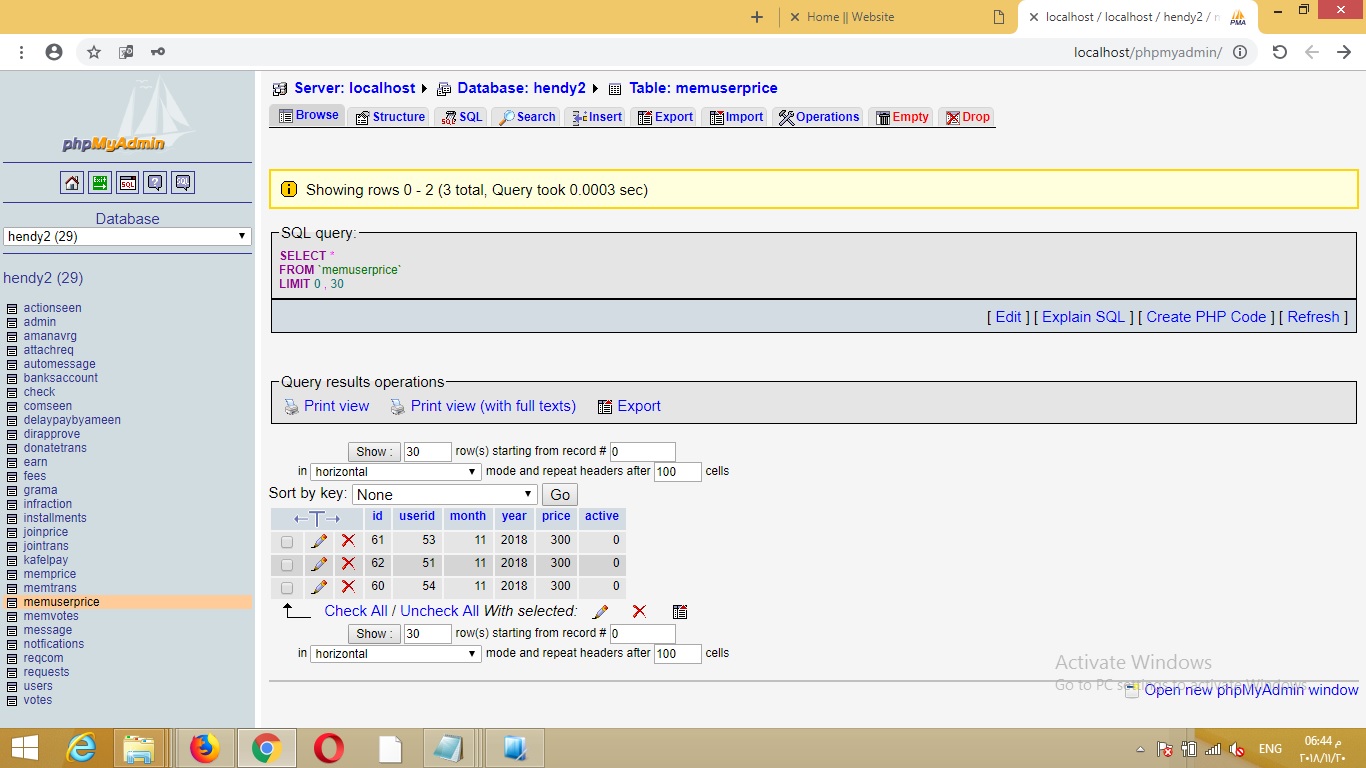 Home || Website
localhost / localhost / hendy2 /
PMA
localhost/phpmyadmin/
phpMyAdmin
Database
hendy2 (29)
hendy2 (29)
actionseen
admin
amanavrg
attachreq
automessage
banksaccount
check
comseen
delaypaybyameen
dirapprove
donatetrans
earn
fees
grama
infraction
installments
joinprice
jointrans
kafelpay
memprice
memtrans
memuserprice
memvotes
message
notfications
reqcom
requests
users
votes
Server: localhost Database: hendy2 Table: memuserprice
Browse Structure SQL Search Insert Export Import Operations Empty Drop
Showing rows 0 - 2 (3 total, Query took 0.0003 sec)
SQL query:
SELECT *
FROM `memuserprice`
LIMIT 0 , 30
[ Edit ] [ Explain SQL ] [ Create PHP Code ] [ Refresh ]
Query results operations
Print view Print view (with full texts) Export
Show : 30 row(s) starting from record # 0
in horizontal mode and repeat headers after 100 cells
Sort by key: None Go
←T→ id userid month year price active
61 53 11 2018 300 0
62 51 11 2018 300 0
60 54 11 2018 300 0
Check All / Uncheck All With selected:
Show : 30 row(s) starting from record # 0
in horizontal mode and repeat headers after 100 cells
Activate Windows
Go to PC settings to activate Windows.
Open new phpMyAdmin window
ENG
06:44 م
٢٠١٨/١١/٢٠